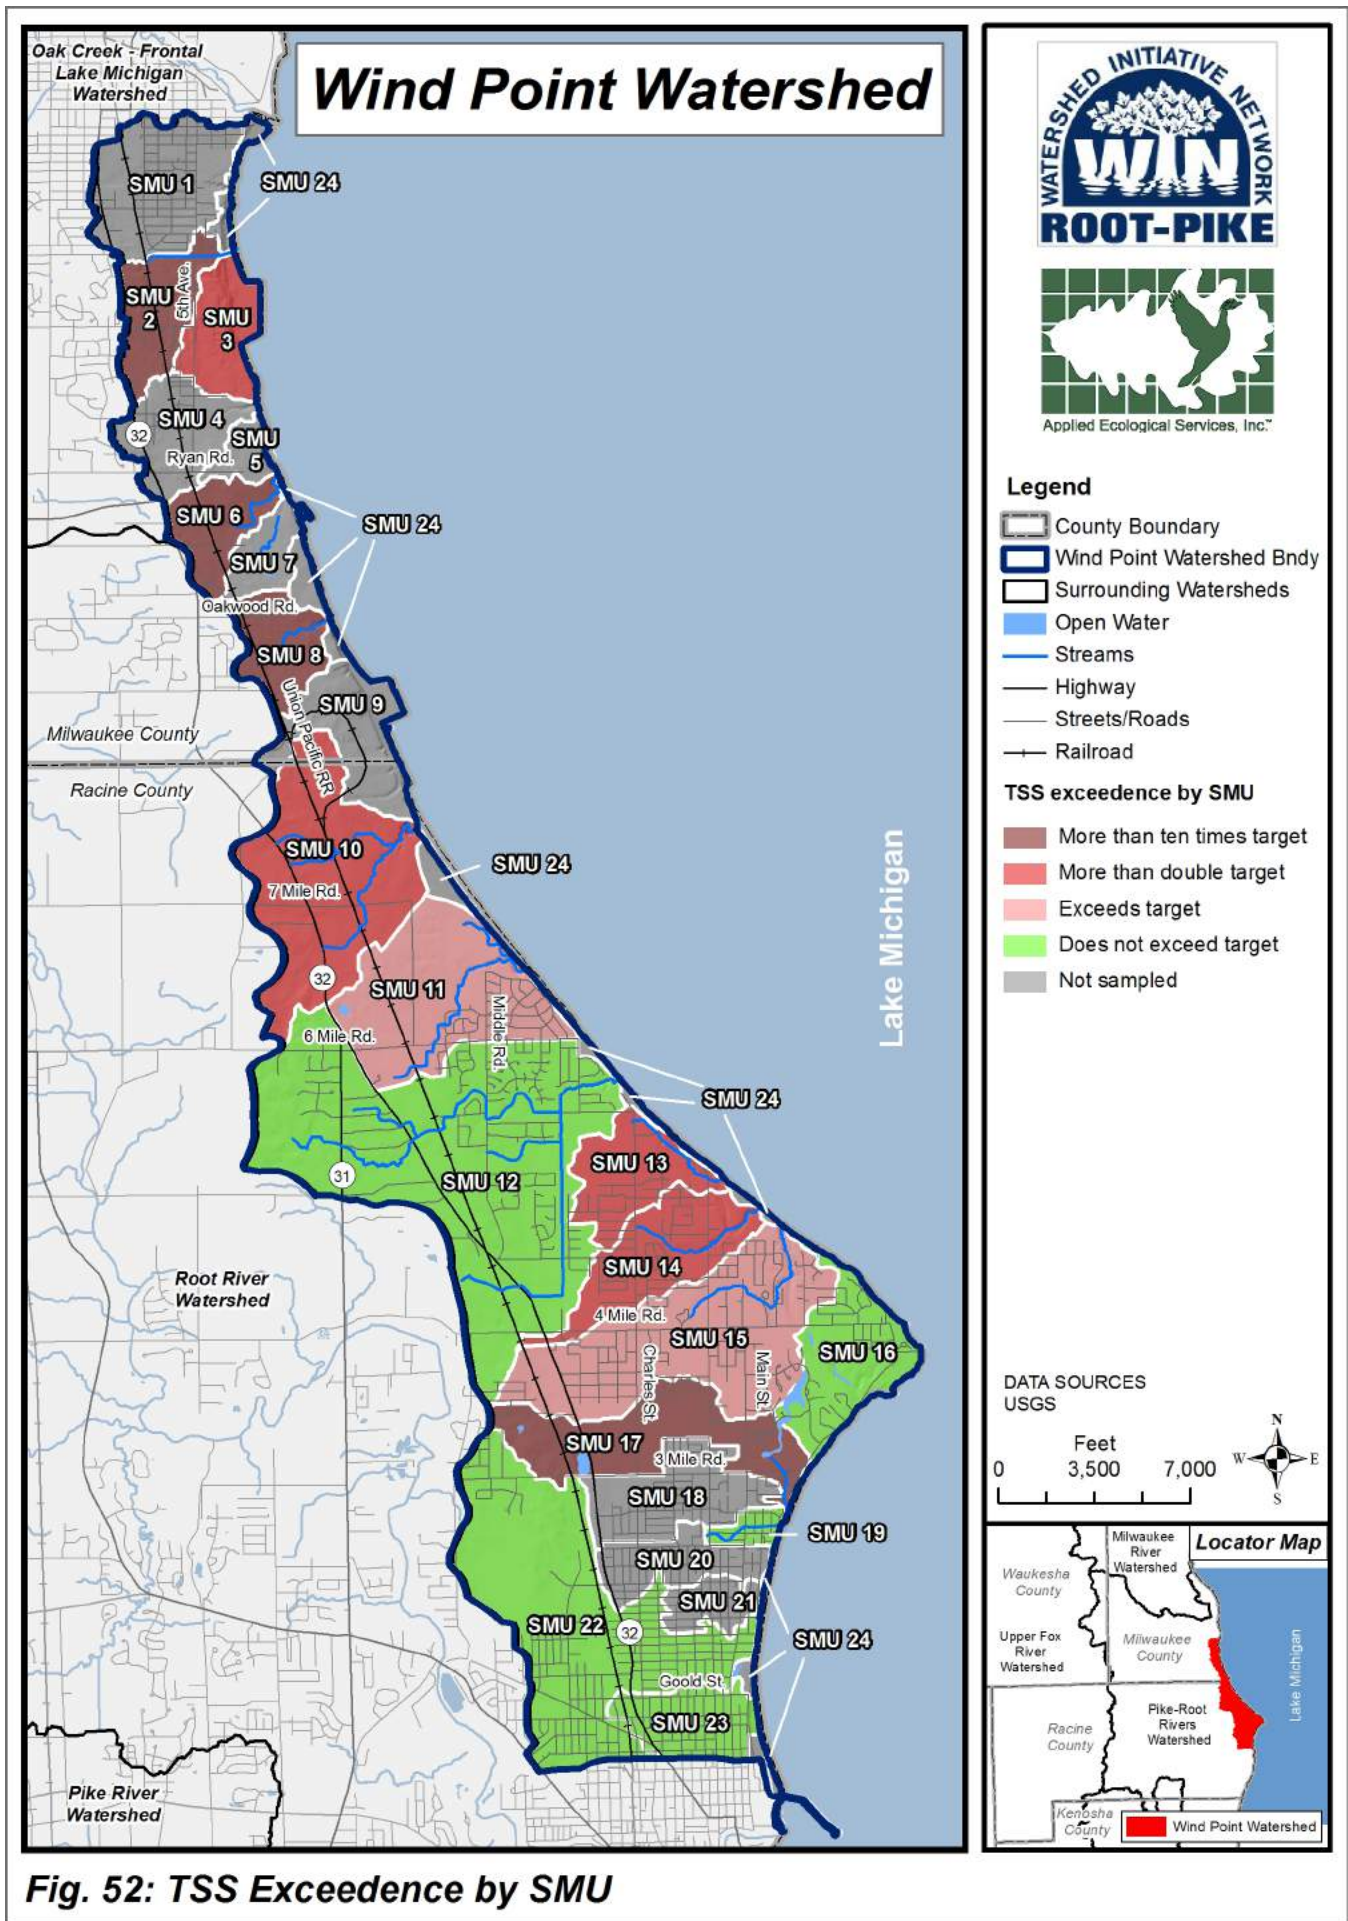 Oak Creek - Frontal
Lake Michigan
Watershed
Wind Point Watershed
SMU 1
SMU 24
5th Ave.
SMU
2
SMU
3
SMU 4
32
SMU
5
Ryan Rd.
SMU 6
SMU 24
SMU 7
Oakwood Rd.
SMU 8
Union Pacific RR
SMU 9
Milwaukee County
Racine County
SMU 10
SMU 24
7 Mile Rd.
Lake Michigan
32
SMU 11
Middle Rd.
6 Mile Rd.
SMU 24
SMU 13
31
SMU 12
SMU 14
Root River
Watershed
4 Mile Rd.
SMU 15
Charles St.
Main St.
SMU 16
SMU 17
3 Mile Rd.
SMU 18
SMU 19
SMU 20
SMU 21
SMU 22
32
SMU 24
Goold St.
SMU 23
Pike River
Watershed
WATERSHED INITIATIVE NETWORK
WIN
ROOT-PIKE
Applied Ecological Services, Inc.™
Legend
County Boundary
Wind Point Watershed Bndy
Surrounding Watersheds
Open Water
Streams
Highway
Streets/Roads
Railroad
TSS exceedence by SMU
More than ten times target
More than double target
Exceeds target
Does not exceed target
Not sampled
DATA SOURCES
USGS
Feet
0 3,500 7,000
N
W E
S
Locator Map
Milwaukee
River
Watershed
Waukesha
County
Upper Fox
River
Watershed
Milwaukee
County
Lake Michigan
Racine
County
Pike-Root
Rivers
Watershed
Kenosha
County
Wind Point Watershed
Fig. 52: TSS Exceedence by SMU